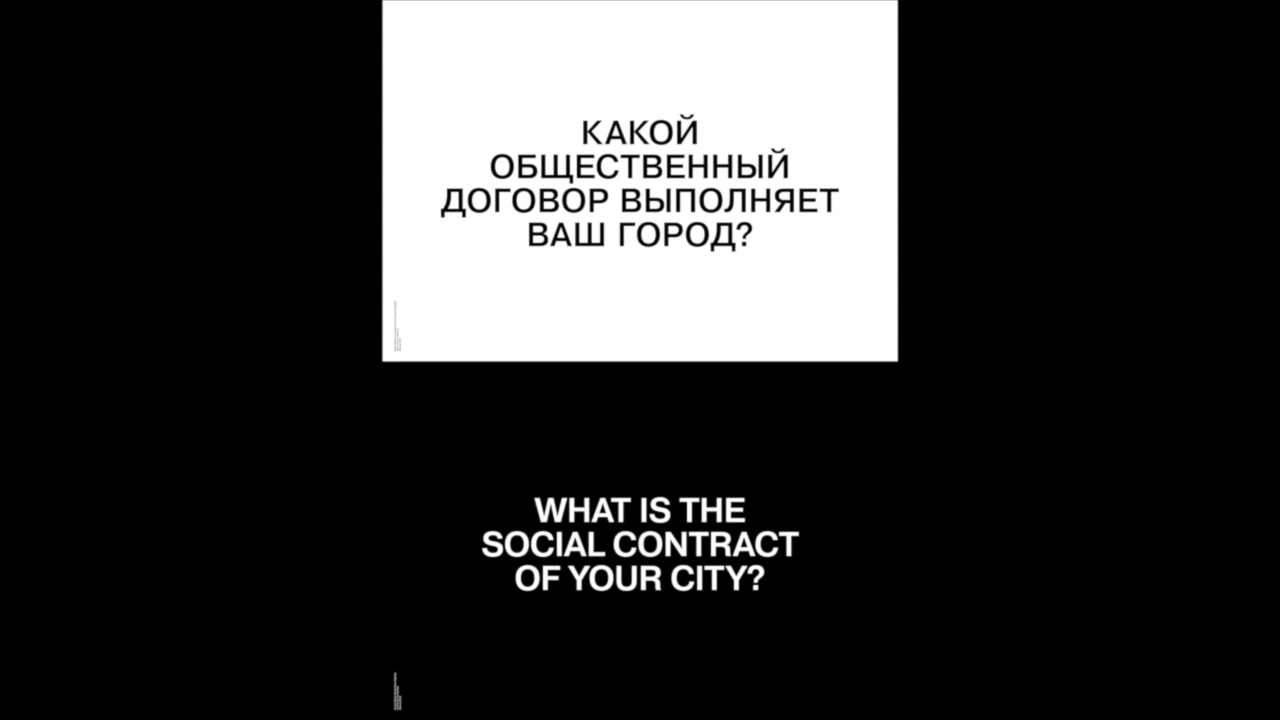 КАКОЙ
ОБЩЕСТВЕННЫЙ
ДОГОВОР ВЫПОЛНЯЕТ
ВАШ ГОРОД?
WHAT IS THE
SOCIAL CONTRACT
OF YOUR CITY?